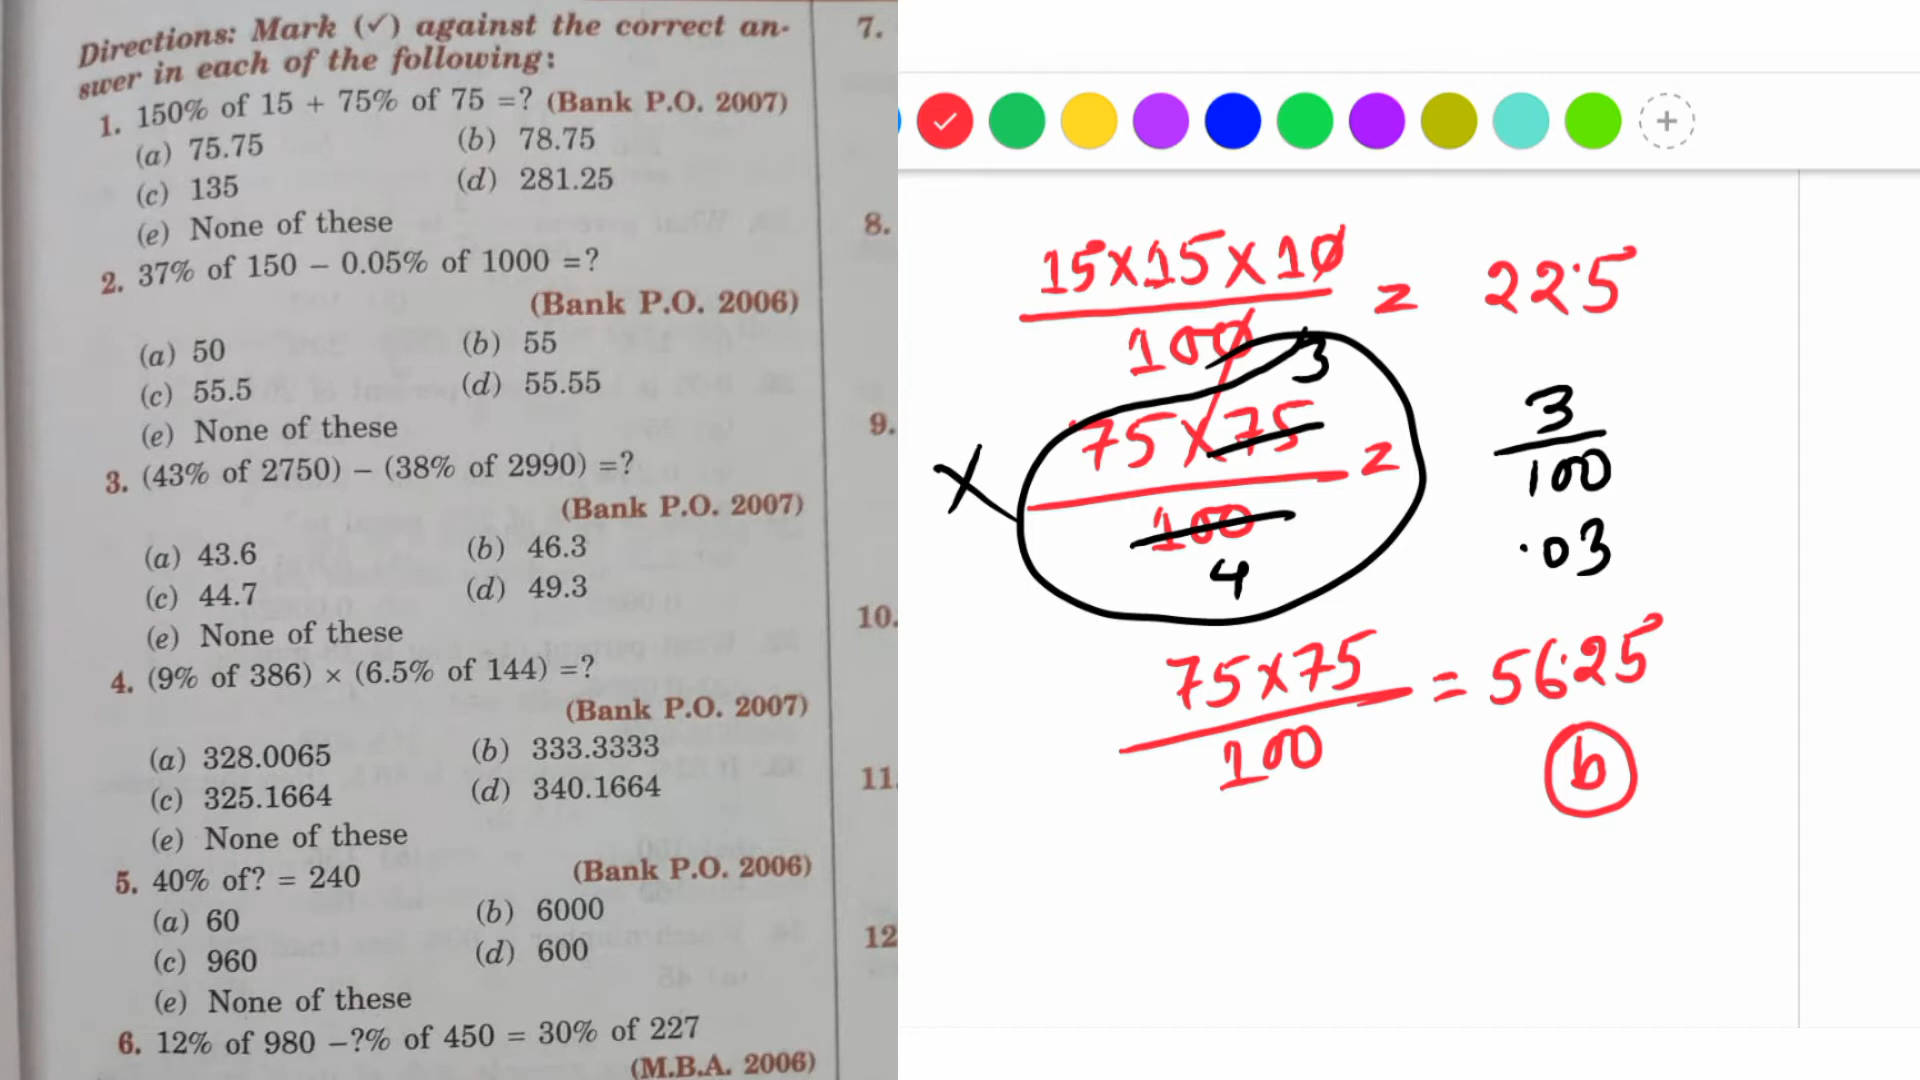 Directions: Mark (✓) against the correct an-
swer in each of the following:
1. 150% of 15 + 75% of 75 =? (Bank P.O. 2007)
(a) 75.75 (b) 78.75
(c) 135 (d) 281.25
(e) None of these
2. 37% of 150 – 0.05% of 1000 =?
(Bank P.O. 2006)
(a) 50 (b) 55
(c) 55.5 (d) 55.55
(e) None of these
3. (43% of 2750) – (38% of 2990) =?
(Bank P.O. 2007)
(a) 43.6 (b) 46.3
(c) 44.7 (d) 49.3
(e) None of these
4. (9% of 386) × (6.5% of 144) =?
(Bank P.O. 2007)
(a) 328.0065 (b) 333.3333
(c) 325.1664 (d) 340.1664
(e) None of these
5. 40% of? = 240 (Bank P.O. 2006)
(a) 60 (b) 6000
(c) 960 (d) 600
(e) None of these
6. 12% of 980 –?% of 450 = 30% of 227
(M.B.A. 2006)
7.
8.
9.
10.
11.
12
15×15×10 = 22.5
100
3
75×75 =
100
4
X
3
100
.03
75×75 = 56.25
100
b